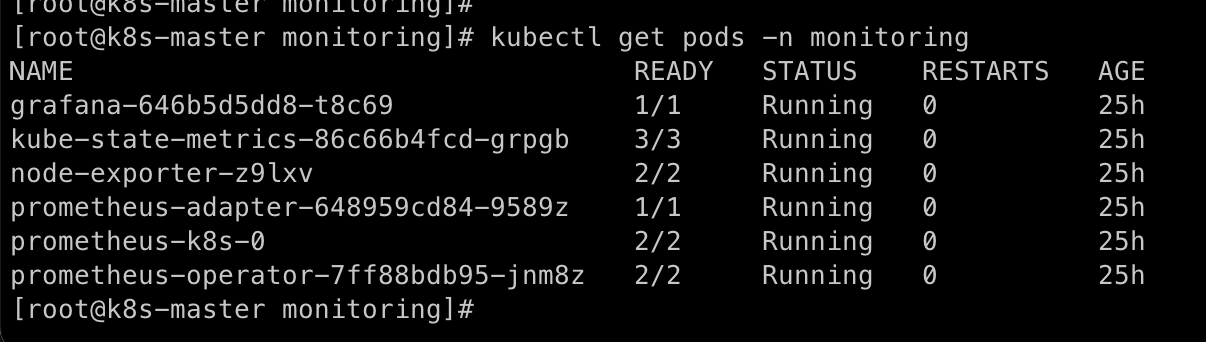 [root@k8s-master monitoring]#
[root@k8s-master monitoring]# kubectl get pods -n monitoring
NAME READY STATUS RESTARTS AGE
grafana-646b5d5dd8-t8c69 1/1 Running 0 25h
kube-state-metrics-86c66b4fcd-grpgb 3/3 Running 0 25h
node-exporter-z9lxv 2/2 Running 0 25h
prometheus-adapter-648959cd84-9589z 1/1 Running 0 25h
prometheus-k8s-0 2/2 Running 0 25h
prometheus-operator-7ff88bdb95-jnm8z 2/2 Running 0 25h
[root@k8s-master monitoring]#